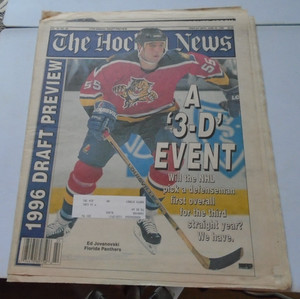 The Hockey News
1996 DRAFT PREVIEW
55
A
'3-D'
EVENT
Will the NHL
pick a defenseman
first overall
for the third
straight year?
We have.
Ed Jovanovski
Florida Panthers